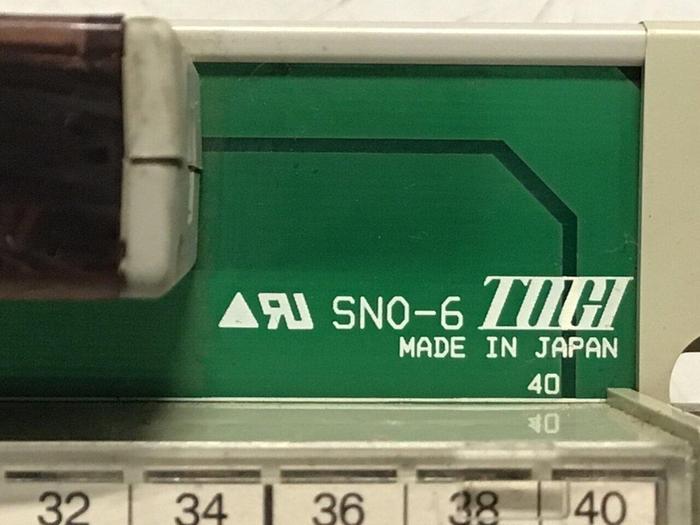 SNO-6 TOGI
MADE IN JAPAN
40
32 34 36 38 40